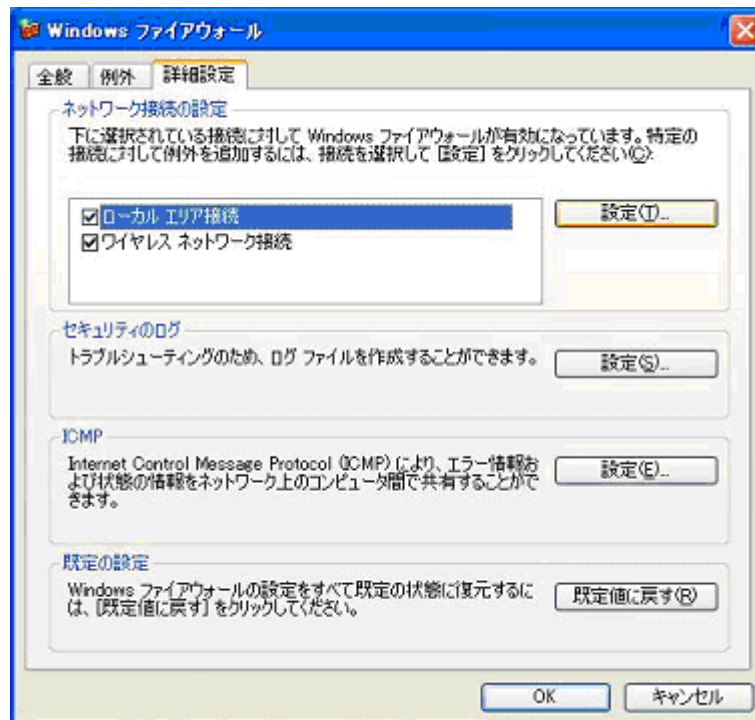 Windows ファイアウォール
全般 例外 詳細設定
ネットワーク接続の設定
下に選択されている接続に対して Windows ファイアウォールが有効になっています。特定の
接続に対して例外を追加するには、接続を選択して [設定] をクリックしてください(C):
ローカル エリア接続
設定(T)...
ワイヤレス ネットワーク接続
セキュリティのログ
トラブルシューティングのため、ログ ファイルを作成することができます。
設定(S)...
ICMP
Internet Control Message Protocol (ICMP) により、エラー情報お
よび状態の情報をネットワーク上のコンピュータ間で共有することがで
きます。
設定(E)...
既定の設定
Windows ファイアウォールの設定をすべて既定の状態に復元するに
は、[既定値に戻す] をクリックしてください。
既定値に戻す(R)
OK
キャンセル